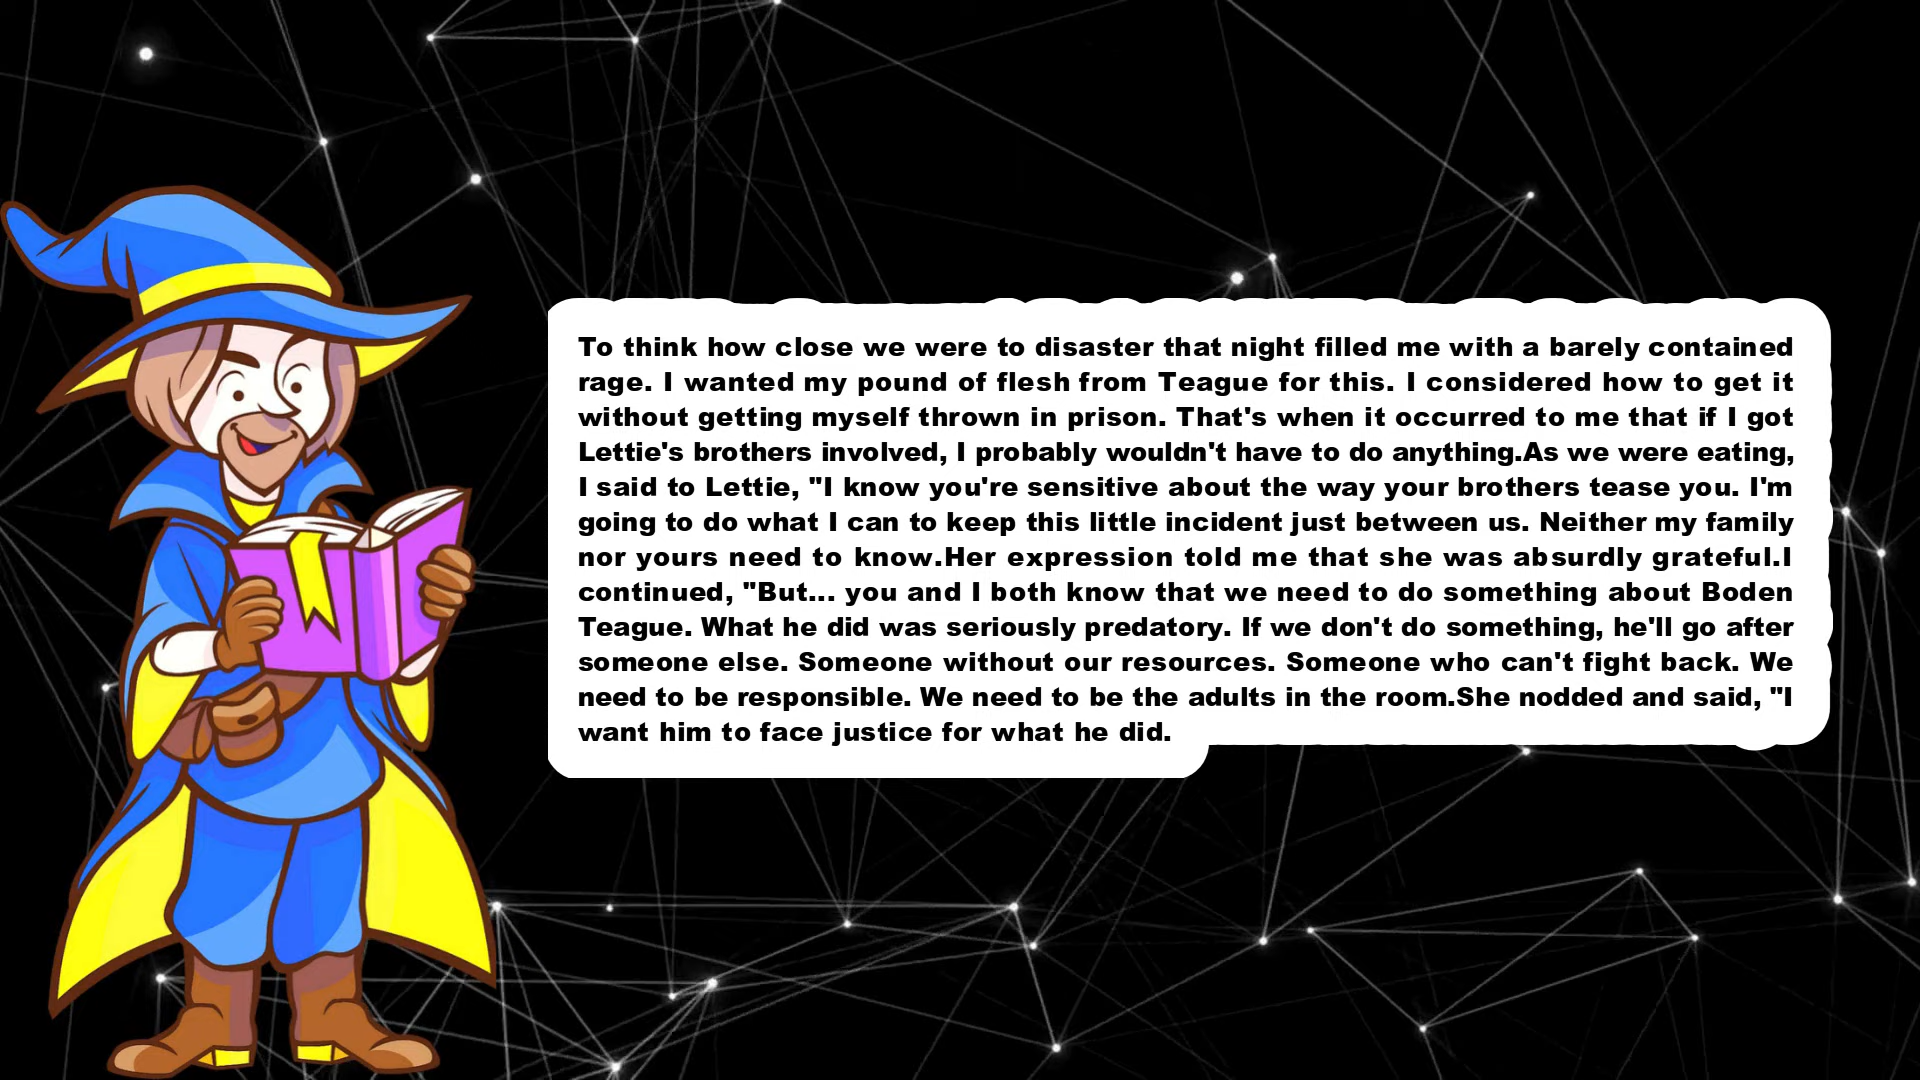 To think how close we were to disaster that night filled me with a barely contained
rage. I wanted my pound of flesh from Teague for this. I considered how to get it
without getting myself thrown in prison. That's when it occurred to me that if I got
Lettie's brothers involved, I probably wouldn't have to do anything.As we were eating,
I said to Lettie, "I know you're sensitive about the way your brothers tease you. I'm
going to do what I can to keep this little incident just between us. Neither my family
nor yours need to know.Her expression told me that she was absurdly grateful.I
continued, "But... you and I both know that we need to do something about Boden
Teague. What he did was seriously predatory. If we don't do something, he'll go after
someone else. Someone without our resources. Someone who can't fight back. We
need to be responsible. We need to be the adults in the room.She nodded and said, "I
want him to face justice for what he did.